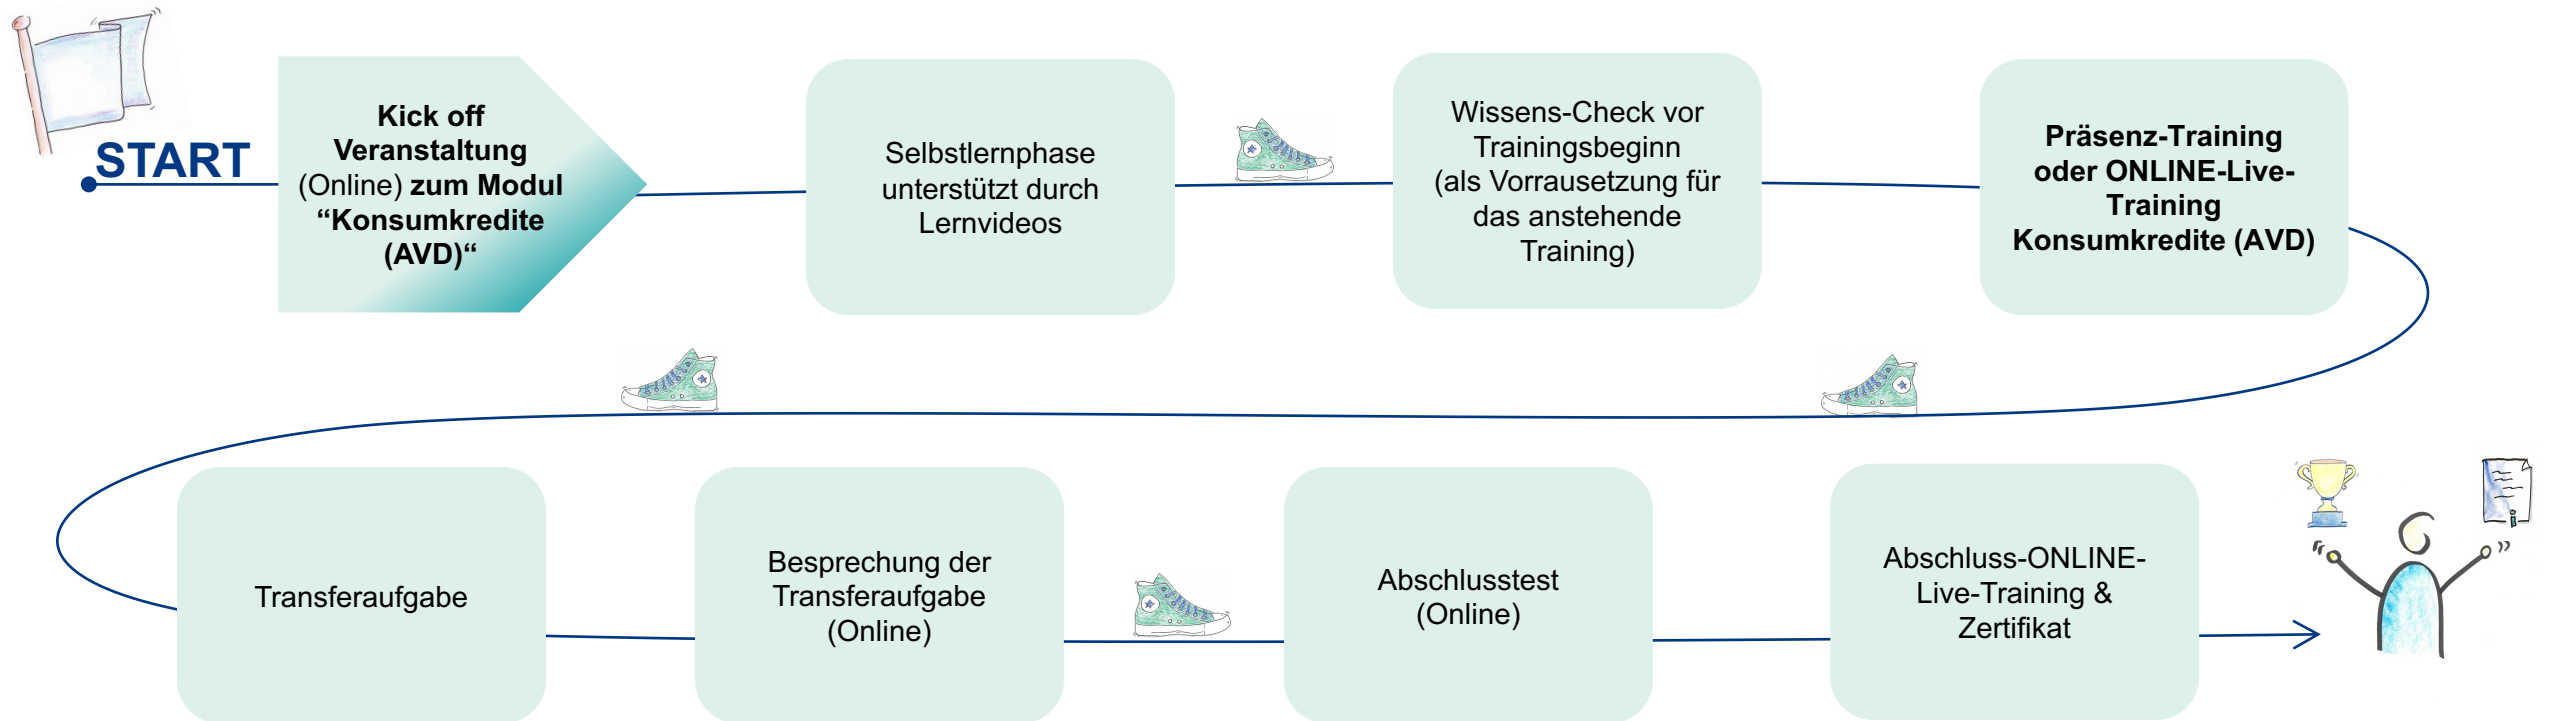 START
Kick off
Veranstaltung
(Online) zum Modul
“Konsumkredite
(AVD)“
Selbstlernphase
unterstützt durch
Lernvideos
Wissens-Check vor
Trainingsbeginn
(als Vorrausetzung für
das anstehende
Training)
Präsenz-Training
oder ONLINE-Live-
Training
Konsumkredite (AVD)
Transferaufgabe
Besprechung der
Transferaufgabe
(Online)
Abschlusstest
(Online)
Abschluss-ONLINE-
Live-Training &
Zertifikat